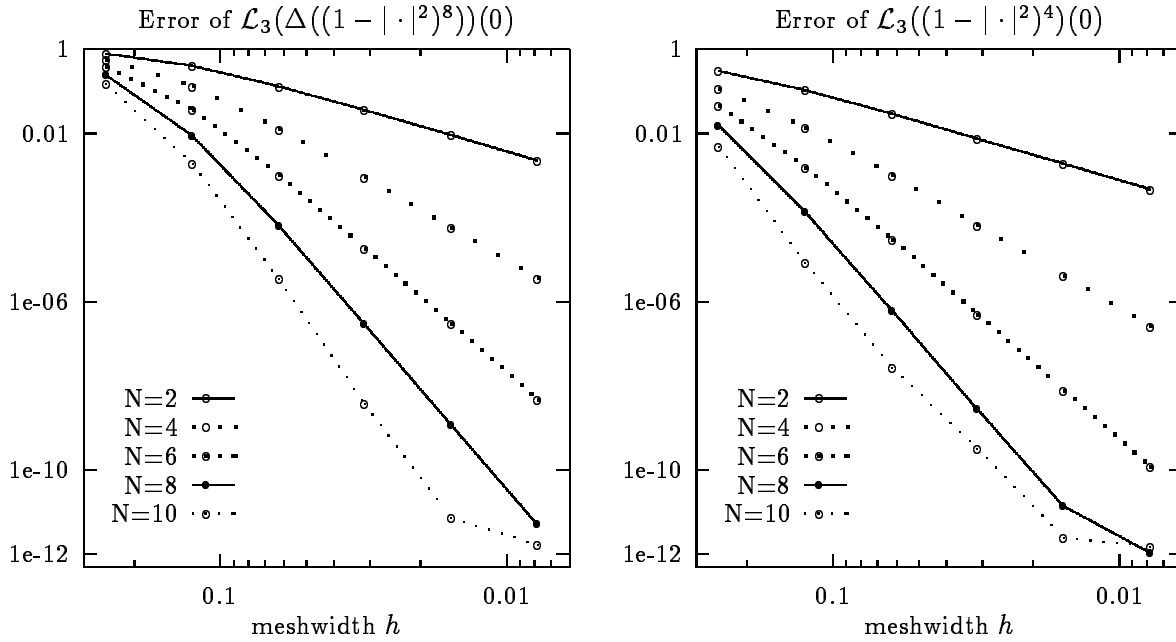 Error of $\mathcal{L}_3(\Delta((1-|\cdot|^2)^8))(0)$
1
0.01
1e-06
1e-10
1e-12
N=2
N=4
N=6
N=8
N=10
0.1 0.01
meshwidth $h$
Error of $\mathcal{L}_3((1-|\cdot|^2)^4)(0)$
1
0.01
1e-06
1e-10
1e-12
N=2
N=4
N=6
N=8
N=10
0.1 0.01
meshwidth $h$